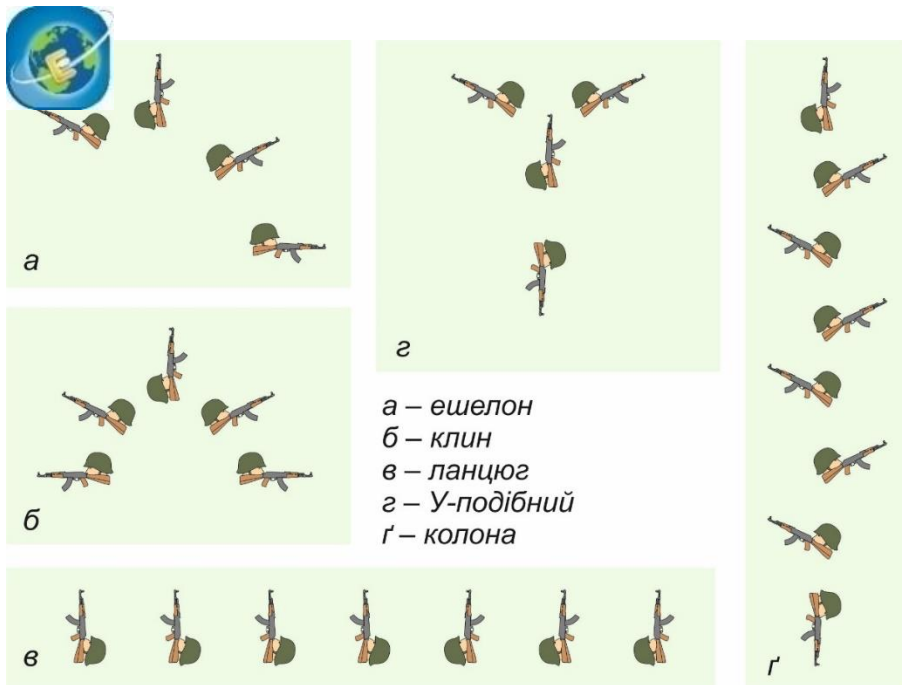 E
а
г
б
а – ешелон
б – клин
в – ланцюг
г – У-подібний
ґ – колона
в
ґ